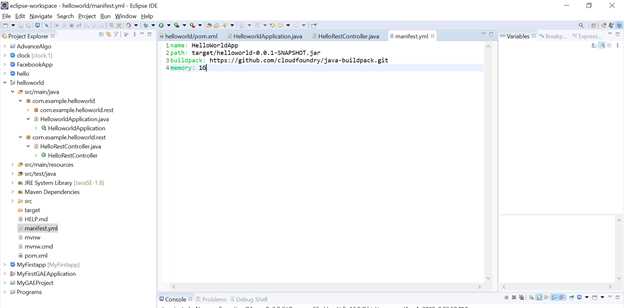 eclipse-workspace - helloworld/manifest.yml - Eclipse IDE
File Edit Source Refactor Navigate Search Project Run Window Help
Project Explorer
AdvanceAlgo
clock [clock:1]
FacebookApp
hello
helloworld
src/main/java
com.example.helloworld
com.example.helloworld.rest
HelloworldApplication.java
HelloworldApplication
com.example.helloworld.rest
HelloRestController.java
HelloRestController
src/main/resources
src/test/java
JRE System Library [JavaSE-1.8]
Maven Dependencies
src
target
HELP.md
manifest.yml
mvnw
mvnw.cmd
pom.xml
MyFirstapp [MyFirstapp]
MyFirstGAEApplication
MyGAEProject
Programs
helloworld/pom.xml
HelloworldApplication.java
HelloRestController.java
manifest.yml
1 name: HelloWorldApp
2 path: target/helloworld-0.0.1-SNAPSHOT.jar
3 buildpack: https://github.com/cloudfoundry/java-buildpack.git
4 memory: 1G
Variables
Breakp...
Express...
Console
Problems
Debug Shell